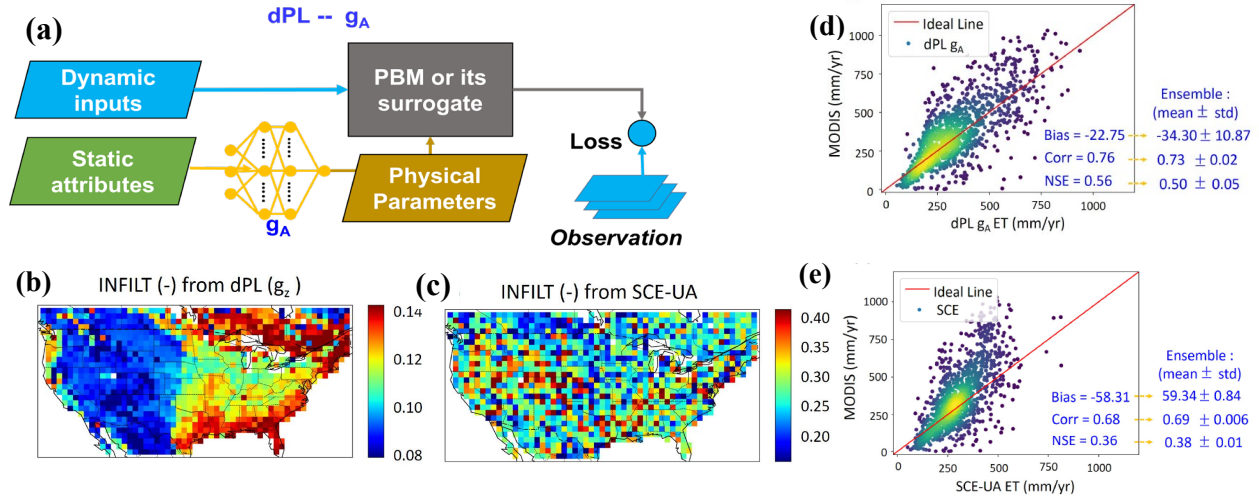 (a)
dPL -- gA
Dynamic
inputs
PBM or its
surrogate
Static
attributes
gA
Physical
Parameters
Loss
Observation
(b)
INFILT (-) from dPL (gz )
0.14
0.12
0.10
0.08
(c)
INFILT (-) from SCE-UA
0.40
0.35
0.30
0.25
0.20
(d)
Ideal Line
dPL gA
MODIS (mm/yr)
1000
750
500
250
0
0 250 500 750 1000
dPL gA ET (mm/yr)
Ensemble :
(mean ± std)
Bias = -22.75 -34.30 ± 10.87
Corr = 0.76 0.73 ± 0.02
NSE = 0.56 0.50 ± 0.05
(e)
Ideal Line
SCE
MODIS (mm/yr)
1000
750
500
250
0
0 250 500 750 1000
SCE-UA ET (mm/yr)
Ensemble :
(mean ± std)
Bias = -58.31 59.34 ± 0.84
Corr = 0.68 0.69 ± 0.006
NSE = 0.36 0.38 ± 0.01